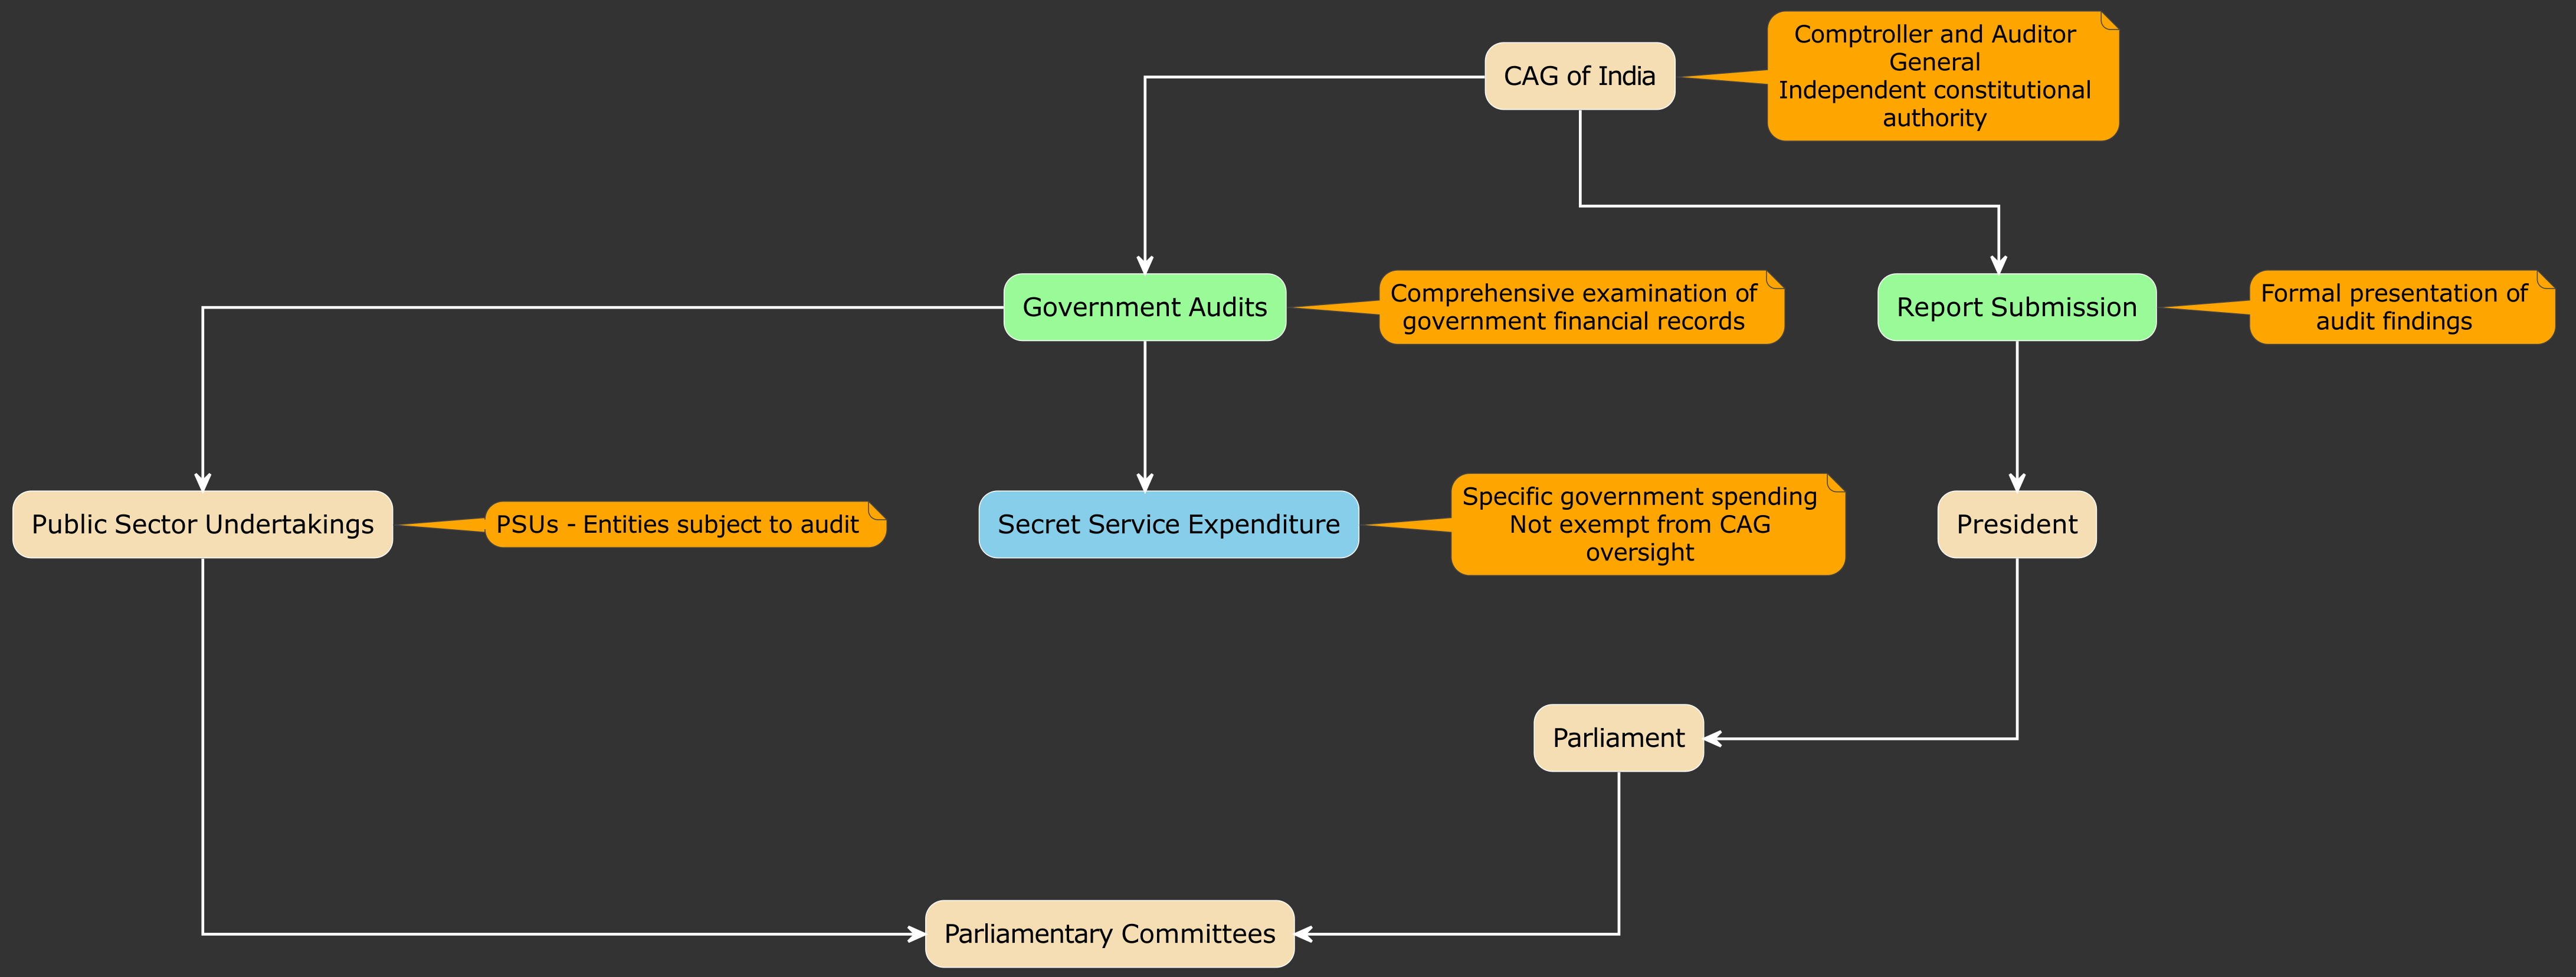 CAG of India
Comptroller and Auditor
General
Independent constitutional
authority
Government Audits
Comprehensive examination of
government financial records
Report Submission
Formal presentation of
audit findings
Public Sector Undertakings
PSUs - Entities subject to audit
Secret Service Expenditure
Specific government spending
Not exempt from CAG
oversight
President
Parliament
Parliamentary Committees